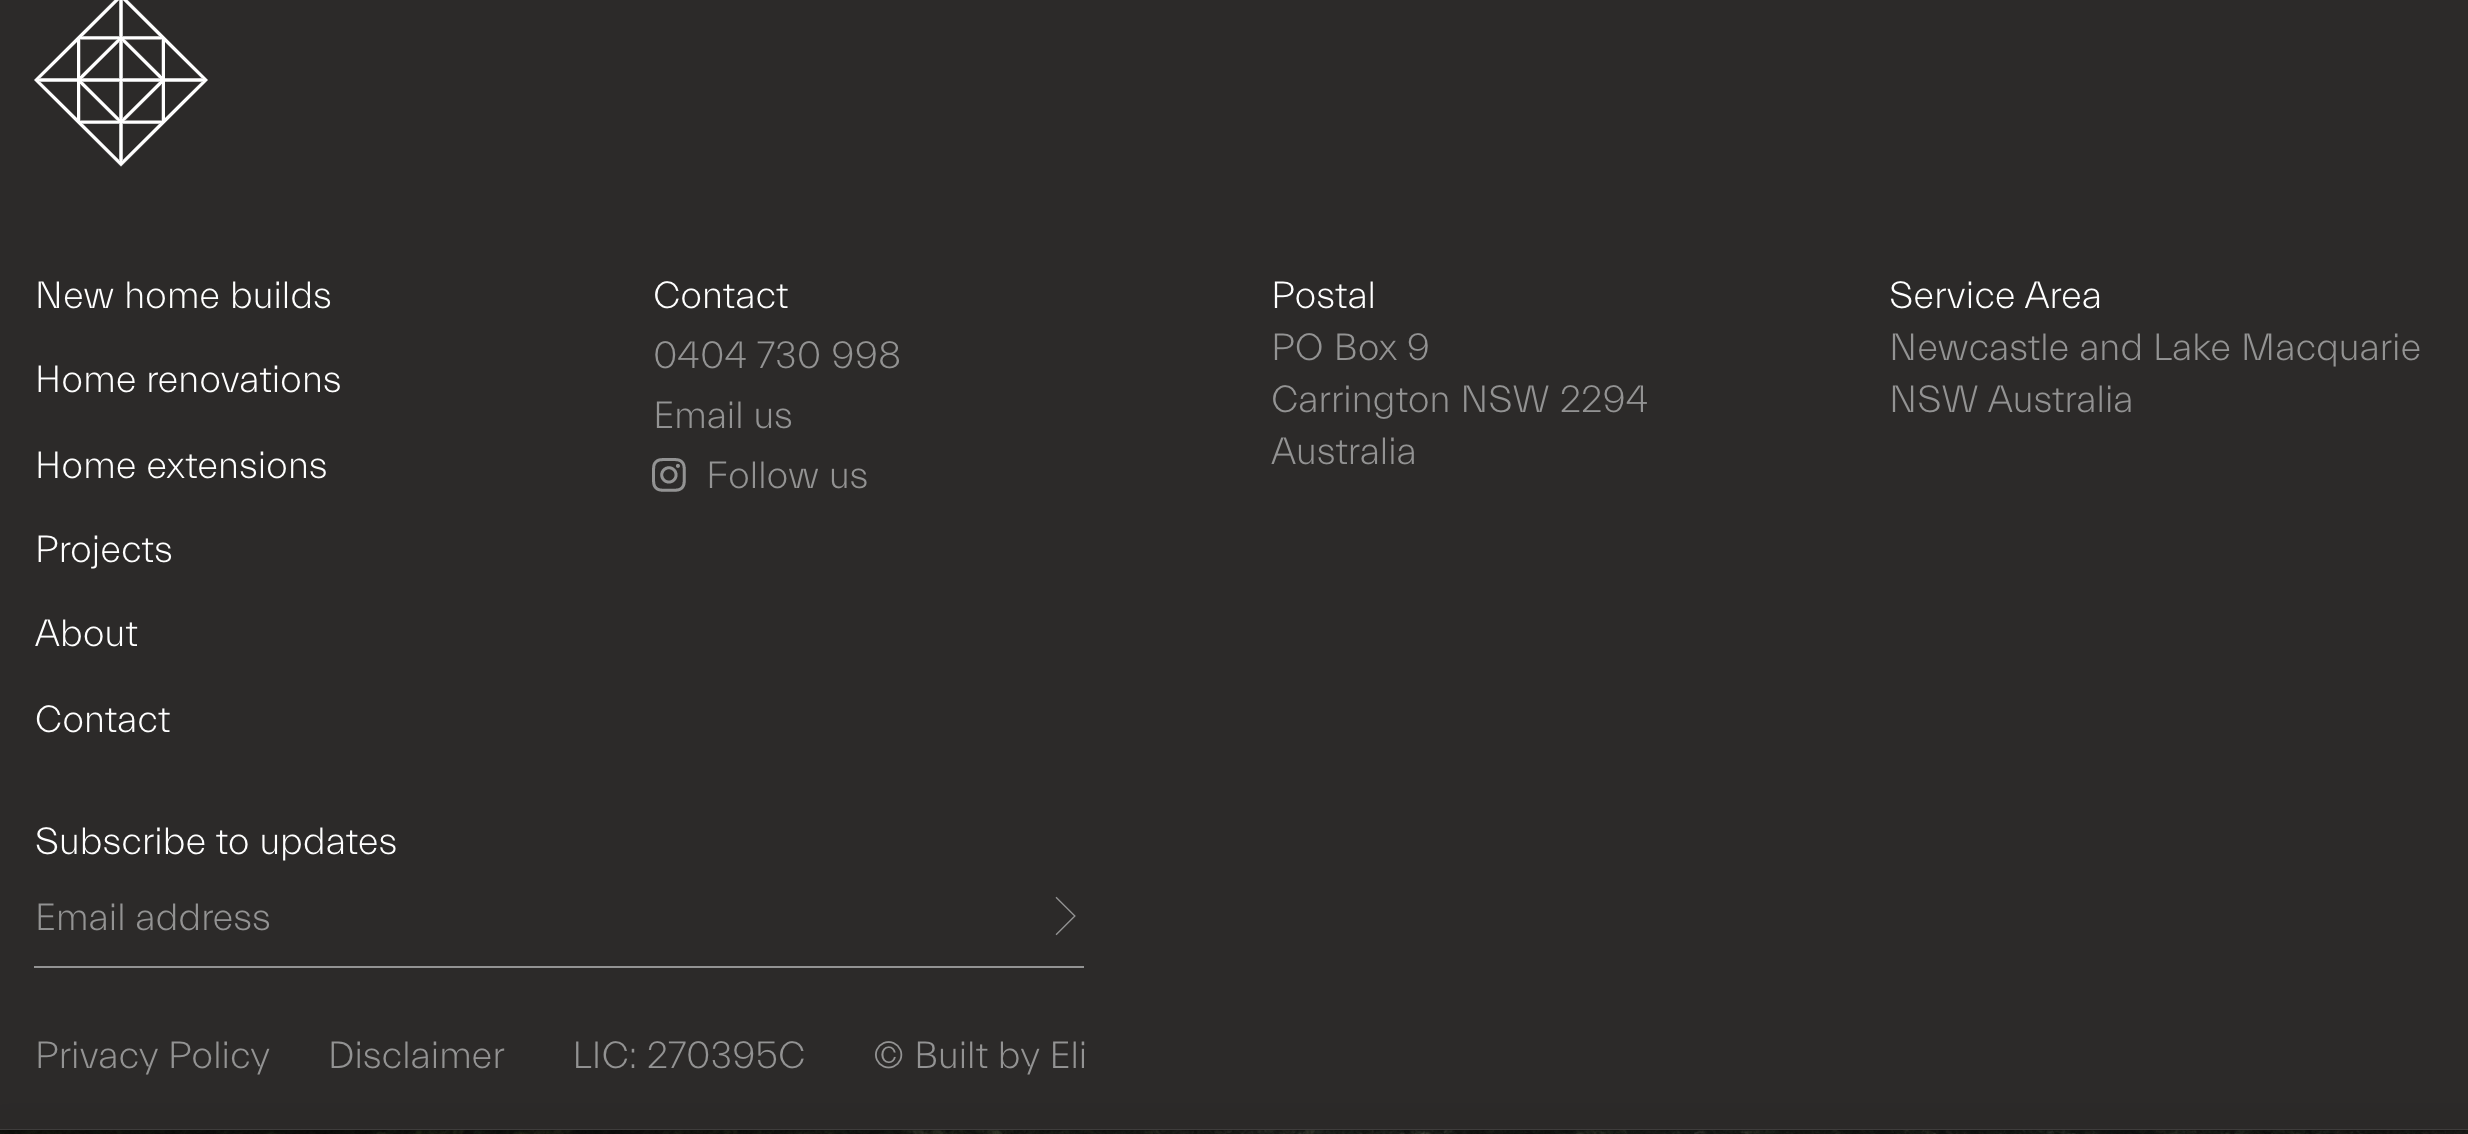 New home builds
Home renovations
Home extensions
Projects
About
Contact
Contact
0404 730 998
Email us
Follow us
Postal
PO Box 9
Carrington NSW 2294
Australia
Service Area
Newcastle and Lake Macquarie
NSW Australia
Subscribe to updates
Email address
Privacy Policy
Disclaimer
LIC: 270395C
© Built by Eli